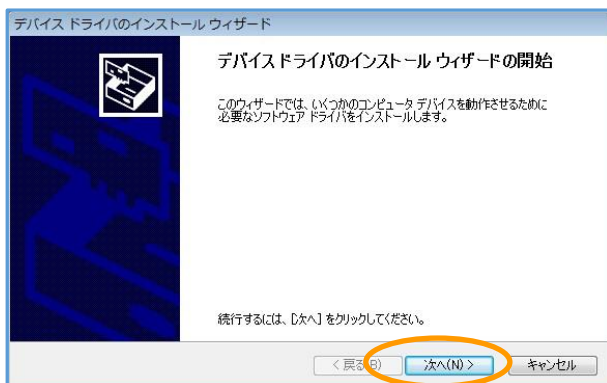 デバイス ドライバのインストール ウィザード
デバイス ドライバのインストール ウィザードの開始
このウィザードでは、いくつかのコンピュータ デバイスを動作させるために
必要なソフトウェア ドライバをインストールします。
続行するには、[次へ] をクリックしてください。
< 戻る(B) 次へ(N) > キャンセル